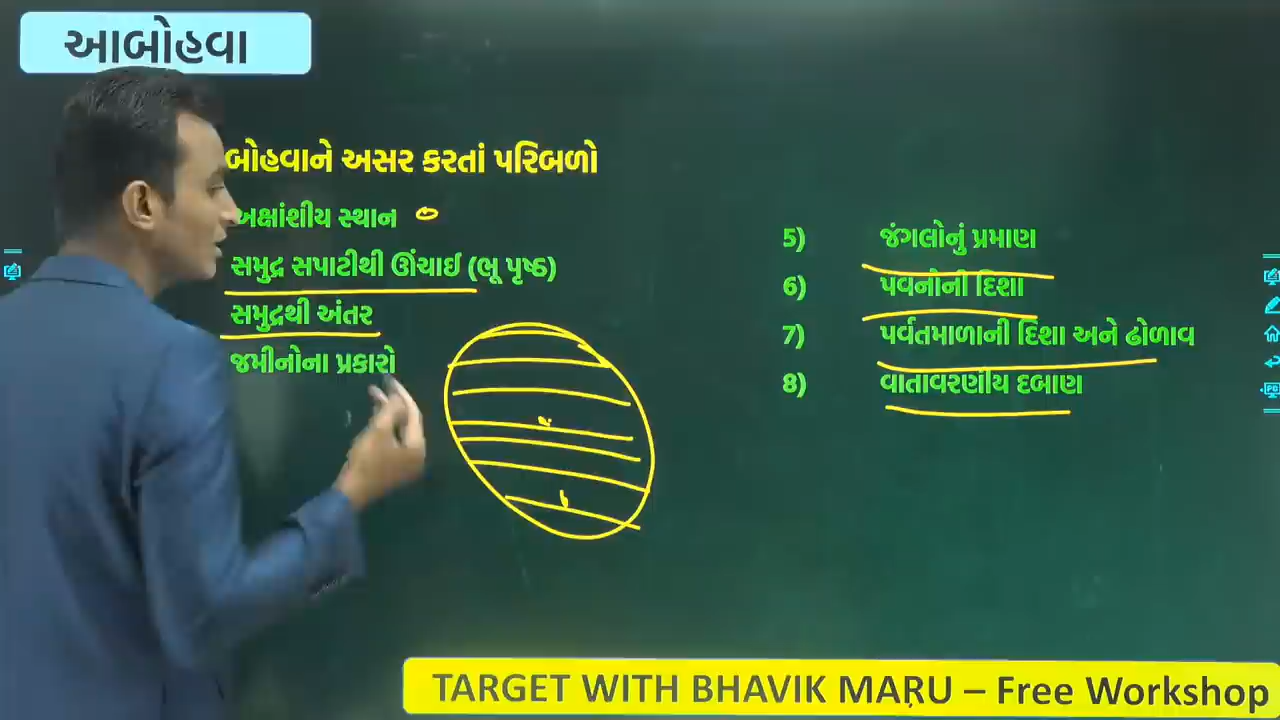 આબોહવા
બોહવાને અસર કરતાં પરિબળો
અક્ષાંશીય સ્થાન
સમુદ્ર સપાટીથી ઊંચાઈ (ભૂ પૃષ્ઠ)
સમુદ્રથી અંતર
જમીનોના પ્રકારો
5) જંગલોનું પ્રમાણ
6) પવનોની દિશા
7) પર્વતમાળાની દિશા અને ઢોળાવ
8) વાતાવરણીય દબાણ
TARGET WITH BHAVIK MARU – Free Workshop